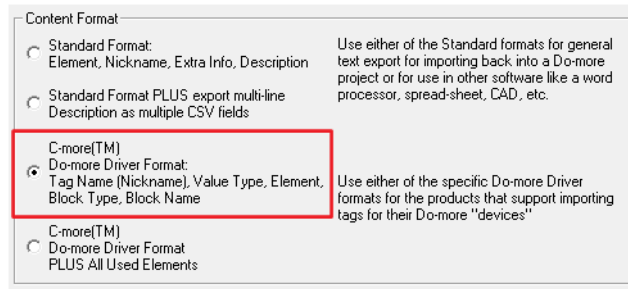 Content Format
Standard Format:
Element, Nickname, Extra Info, Description
Standard Format PLUS export multi-line
Description as multiple CSV fields
Use either of the Standard formats for general
text export for importing back into a Do-more
project or for use in other software like a word
processor, spread-sheet, CAD, etc.
C-more(TM)
Do-more Driver Format:
Tag Name (Nickname), Value Type, Element,
Block Type, Block Name
C-more(TM)
Do-more Driver Format
PLUS All Used Elements
Use either of the specific Do-more Driver
formats for the products that support importing
tags for their Do-more "devices"